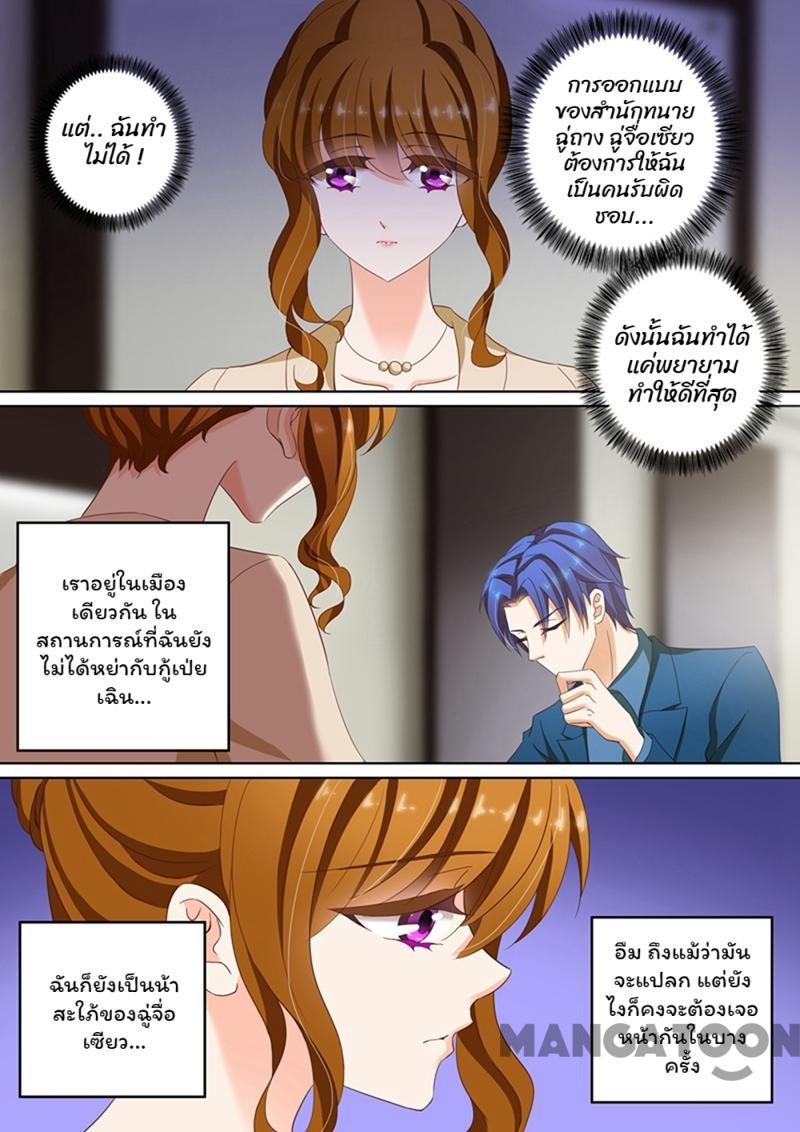 แต่.. ฉันทำ
ไม่ได้ !
การออกแบบ
ของสำนักทนาย
ฉู่ถาง ฉู่จื่อเซียว
ต้องการให้ฉัน
เป็นคนรับผิด
ชอบ...
ดังนั้นฉันทำได้
แค่พยายาม
ทำให้ดีที่สุด
เราอยู่ในเมือง
เดียวกัน ใน
สถานการณ์ที่ฉันยัง
ไม่ได้หย่ากับกู้เป่ย
เฉิน...
ฉันก็ยังเป็นน้า
สะใภ้ของฉู่จื่อ
เซียว...
อืม ถึงแม้ว่ามัน
จะแปลก แต่ยัง
ไงก็คงจะต้องเจอ
หน้ากันในบาง
ครั้ง
MANGATOON